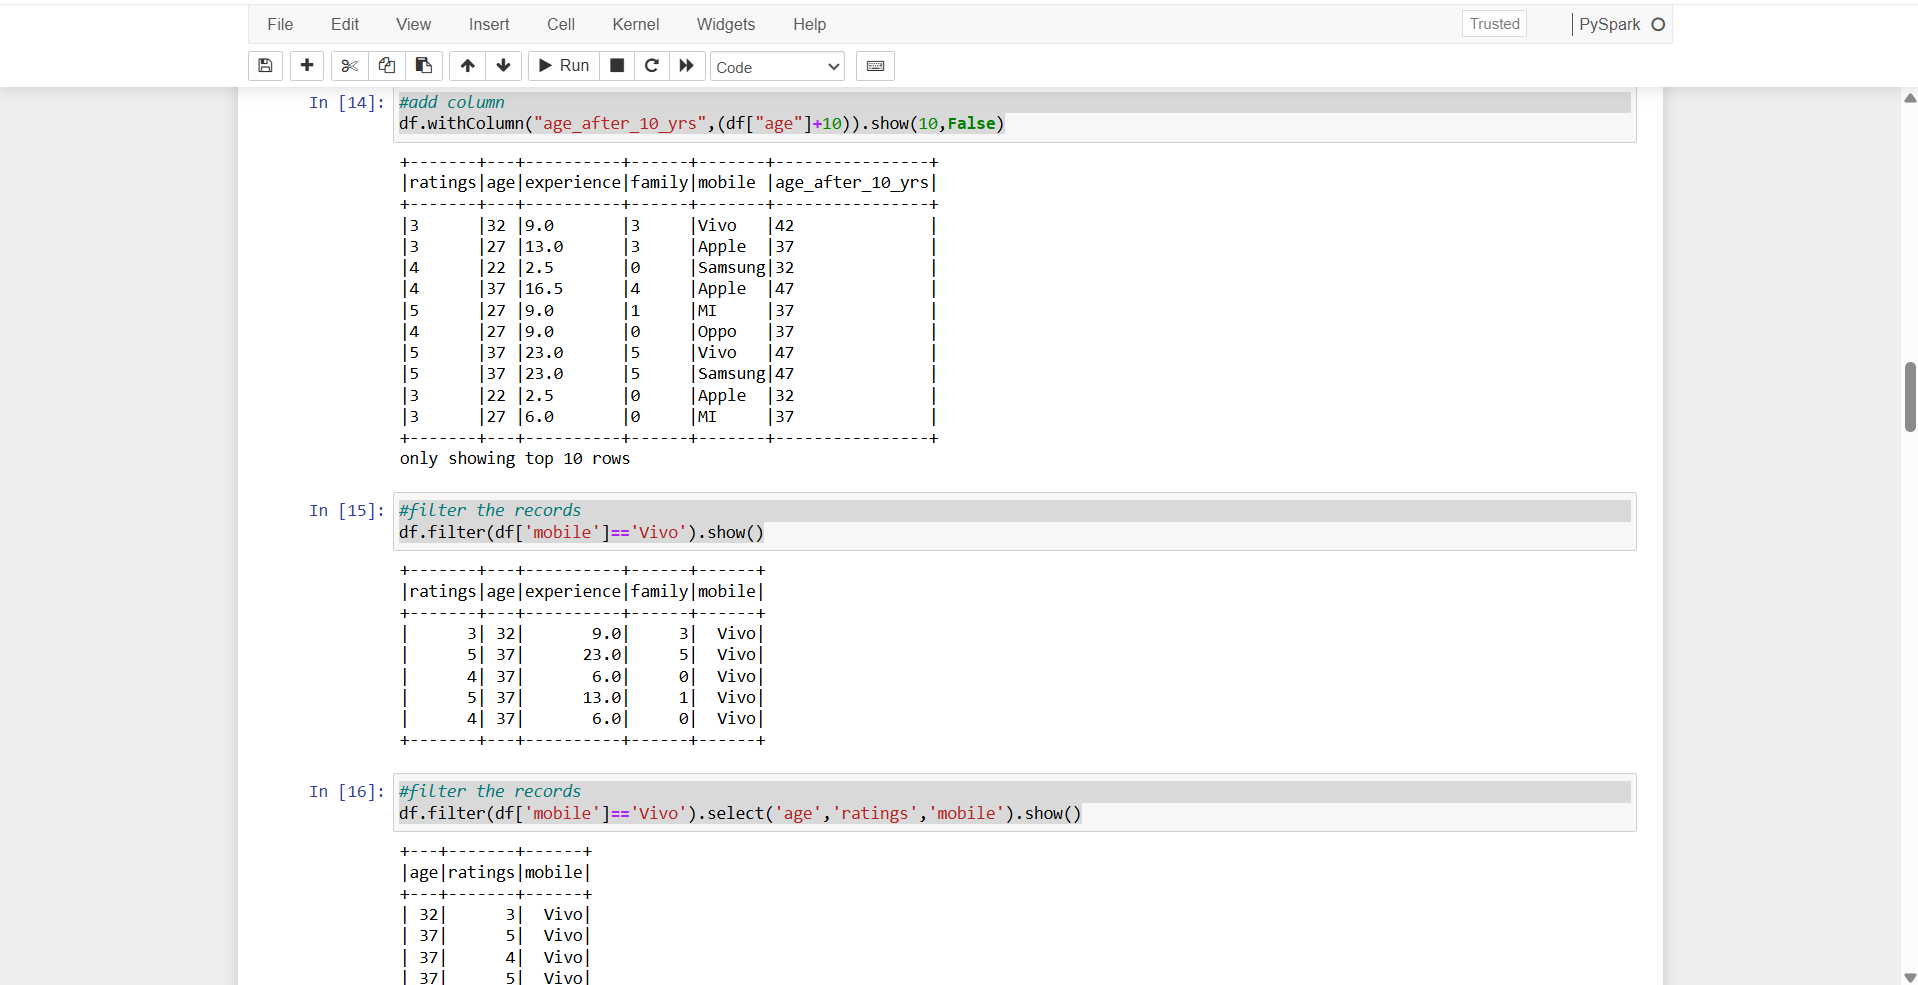 File Edit View Insert Cell Kernel Widgets Help Trusted PySpark
Run Code
In [14]: #add column
df.withColumn("age_after_10_yrs",(df["age"]+10)).show(10,False)
+-------+---+----------+------+-------+----------------+
|ratings|age|experience|family|mobile |age_after_10_yrs|
+-------+---+----------+------+-------+----------------+
|3      |32 |9.0       |3     |Vivo   |42              |
|3      |27 |13.0      |3     |Apple  |37              |
|4      |22 |2.5       |0     |Samsung|32              |
|4      |37 |16.5      |4     |Apple  |47              |
|5      |27 |9.0       |1     |MI     |37              |
|4      |27 |9.0       |0     |Oppo   |37              |
|5      |37 |23.0      |5     |Vivo   |47              |
|5      |37 |23.0      |5     |Samsung|47              |
|3      |22 |2.5       |0     |Apple  |32              |
|3      |27 |6.0       |0     |MI     |37              |
+-------+---+----------+------+-------+----------------+
only showing top 10 rows
In [15]: #filter the records
df.filter(df['mobile']=='Vivo').show()
+-------+---+----------+------+------+
|ratings|age|experience|family|mobile|
+-------+---+----------+------+------+
|      3| 32|       9.0|     3|  Vivo|
|      5| 37|      23.0|     5|  Vivo|
|      4| 37|       6.0|     0|  Vivo|
|      5| 37|      13.0|     1|  Vivo|
|      4| 37|       6.0|     0|  Vivo|
+-------+---+----------+------+------+
In [16]: #filter the records
df.filter(df['mobile']=='Vivo').select('age','ratings','mobile').show()
+---+-------+------+
|age|ratings|mobile|
+---+-------+------+
| 32|      3|  Vivo|
| 37|      5|  Vivo|
| 37|      4|  Vivo|
| 37|      5|  Vivo|